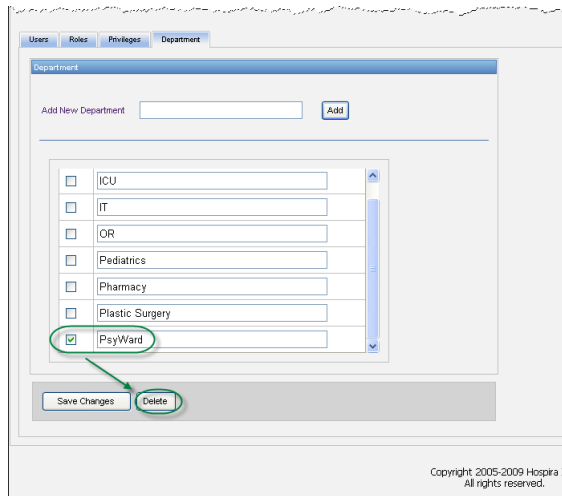 Users Roles Privileges Department
Department
Add New Department Add
ICU
IT
OR
Pediatrics
Pharmacy
Plastic Surgery
PsyWard
Save Changes Delete
Copyright 2005-2009 Hospira
All rights reserved.